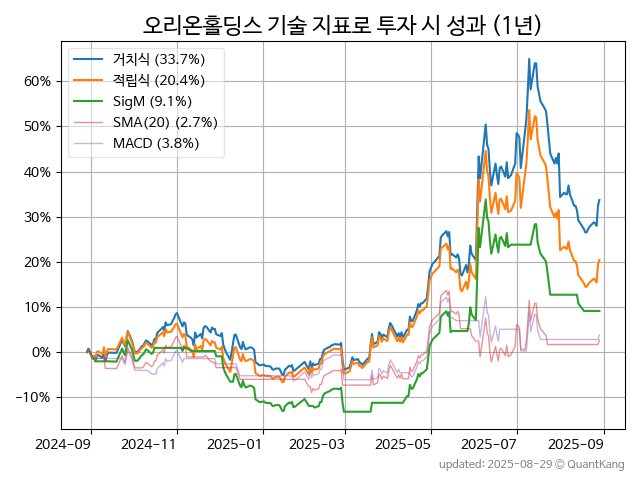 오리온홀딩스 기술 지표로 투자 시 성과 (1년)
거치식 (33.7%)
적립식 (20.4%)
SigM (9.1%)
SMA(20) (2.7%)
MACD (3.8%)
60%
50%
40%
30%
20%
10%
0%
−10%
2024-09 2024-11 2025-01 2025-03 2025-05 2025-07 2025-09
updated: 2025-08-29 © QuantKang